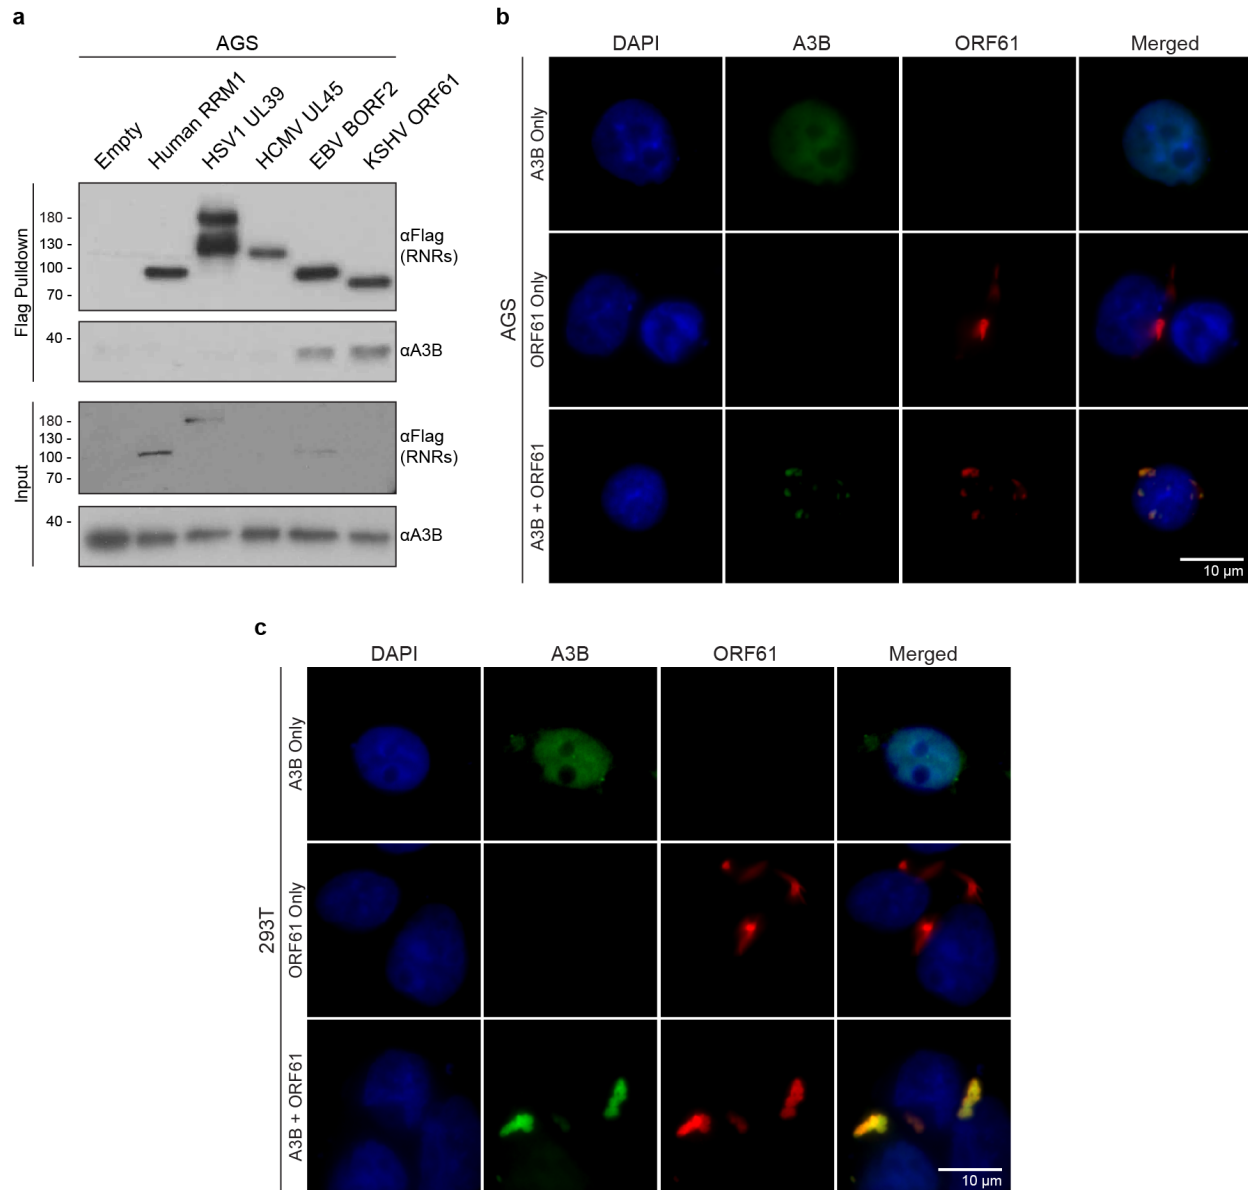 a
AGS
Empty
Human RRM1
HSV1 UL39
HCMV UL45
EBV BORF2
KSHV ORF61
Flag Pulldown
180 -
130 -
100 -
70 -
αFlag
(RNRs)
40 -
αA3B
Input
180 -
130 -
100 -
70 -
αFlag
(RNRs)
40 -
αA3B
b
DAPI
A3B
ORF61
Merged
AGS
A3B Only
ORF61 Only
A3B + ORF61
10 μm
c
DAPI
A3B
ORF61
Merged
293T
A3B Only
ORF61 Only
A3B + ORF61
10 μm